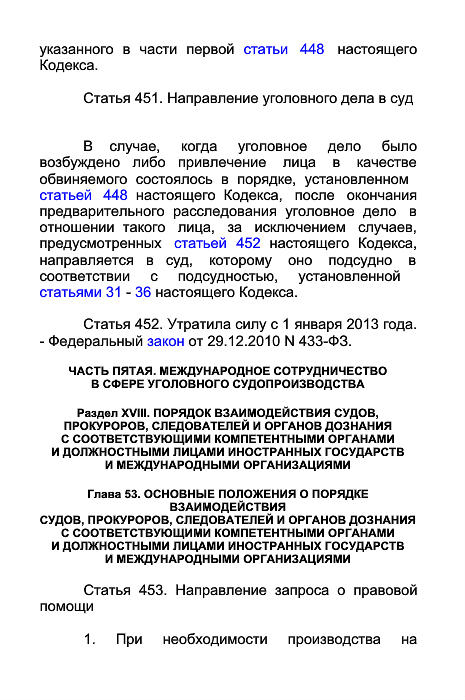 указанного в части первой статьи 448 настоящего
Кодекса.
Статья 451. Направление уголовного дела в суд
В случае, когда уголовное дело было
возбуждено либо привлечение лица в качестве
обвиняемого состоялось в порядке, установленном
статьей 448 настоящего Кодекса, после окончания
предварительного расследования уголовное дело в
отношении такого лица, за исключением случаев,
предусмотренных статьей 452 настоящего Кодекса,
направляется в суд, которому оно подсудно в
соответствии с подсудностью, установленной
статьями 31 - 36 настоящего Кодекса.
Статья 452. Утратила силу с 1 января 2013 года.
- Федеральный закон от 29.12.2010 N 433-ФЗ.
ЧАСТЬ ПЯТАЯ. МЕЖДУНАРОДНОЕ СОТРУДНИЧЕСТВО
В СФЕРЕ УГОЛОВНОГО СУДОПРОИЗВОДСТВА
Раздел XVIII. ПОРЯДОК ВЗАИМОДЕЙСТВИЯ СУДОВ,
ПРОКУРОРОВ, СЛЕДОВАТЕЛЕЙ И ОРГАНОВ ДОЗНАНИЯ
С СООТВЕТСТВУЮЩИМИ КОМПЕТЕНТНЫМИ ОРГАНАМИ
И ДОЛЖНОСТНЫМИ ЛИЦАМИ ИНОСТРАННЫХ ГОСУДАРСТВ
И МЕЖДУНАРОДНЫМИ ОРГАНИЗАЦИЯМИ
Глава 53. ОСНОВНЫЕ ПОЛОЖЕНИЯ О ПОРЯДКЕ
ВЗАИМОДЕЙСТВИЯ
СУДОВ, ПРОКУРОРОВ, СЛЕДОВАТЕЛЕЙ И ОРГАНОВ ДОЗНАНИЯ
С СООТВЕТСТВУЮЩИМИ КОМПЕТЕНТНЫМИ ОРГАНАМИ
И ДОЛЖНОСТНЫМИ ЛИЦАМИ ИНОСТРАННЫХ ГОСУДАРСТВ
И МЕЖДУНАРОДНЫМИ ОРГАНИЗАЦИЯМИ
Статья 453. Направление запроса о правовой
помощи
1. При необходимости производства на